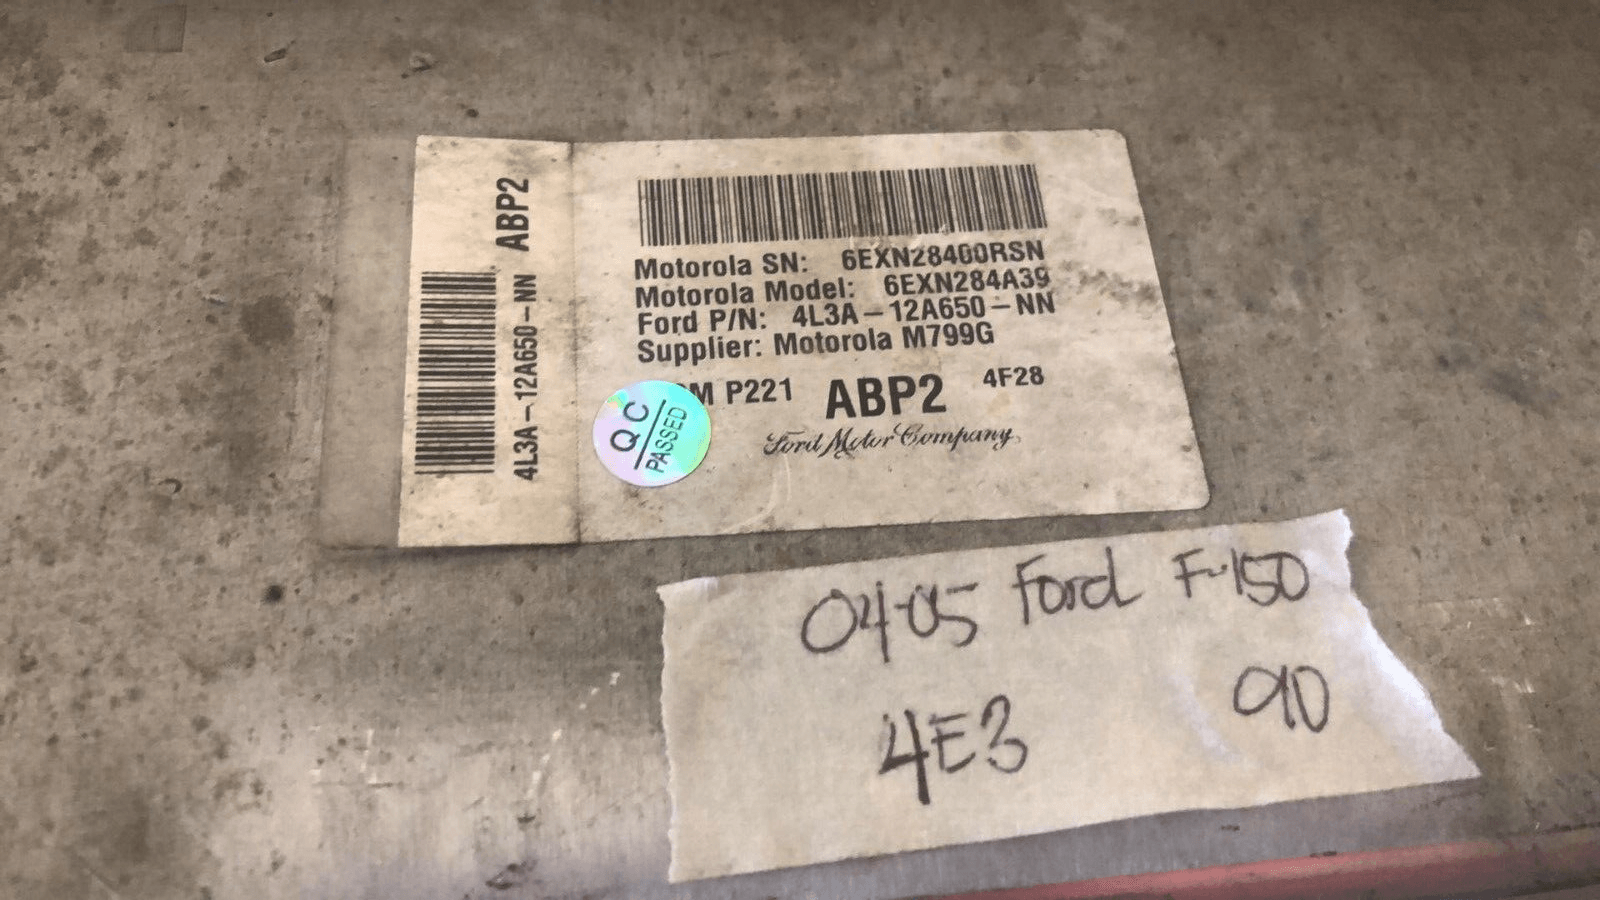 ABP2
4L3A-12A650-NN
Motorola SN: 6EXN28400RSN
Motorola Model: 6EXN284A39
Ford P/N: 4L3A-12A650-NN
Supplier: Motorola M799G
P221 ABP2 4F28
Ford Motor Company,
QC
PASSED
04-05 Ford F-150
4E3 90